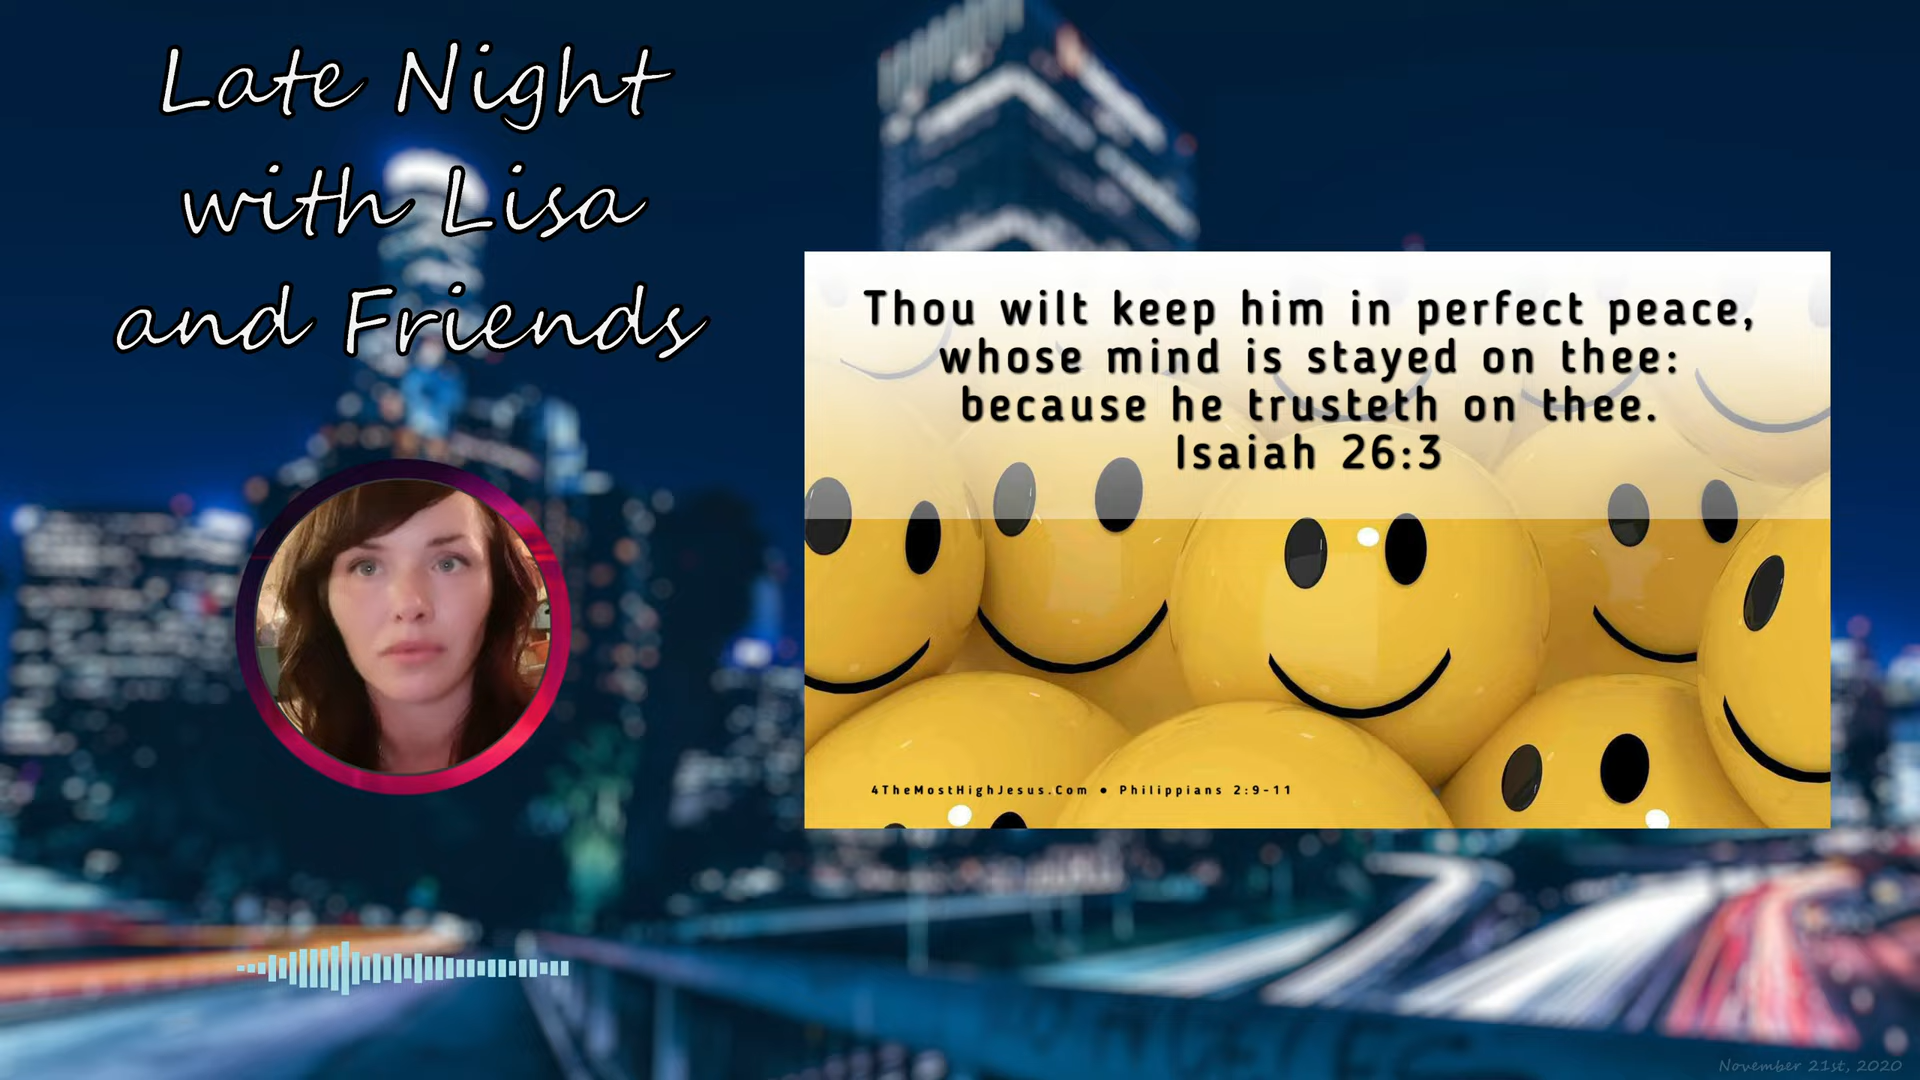 Late Night
with Lisa
and Friends
Thou wilt keep him in perfect peace,
whose mind is stayed on thee:
because he trusteth on thee.
Isaiah 26:3
4TheMostHighJesus.Com • Philippians 2:9-11
November 21st, 2020